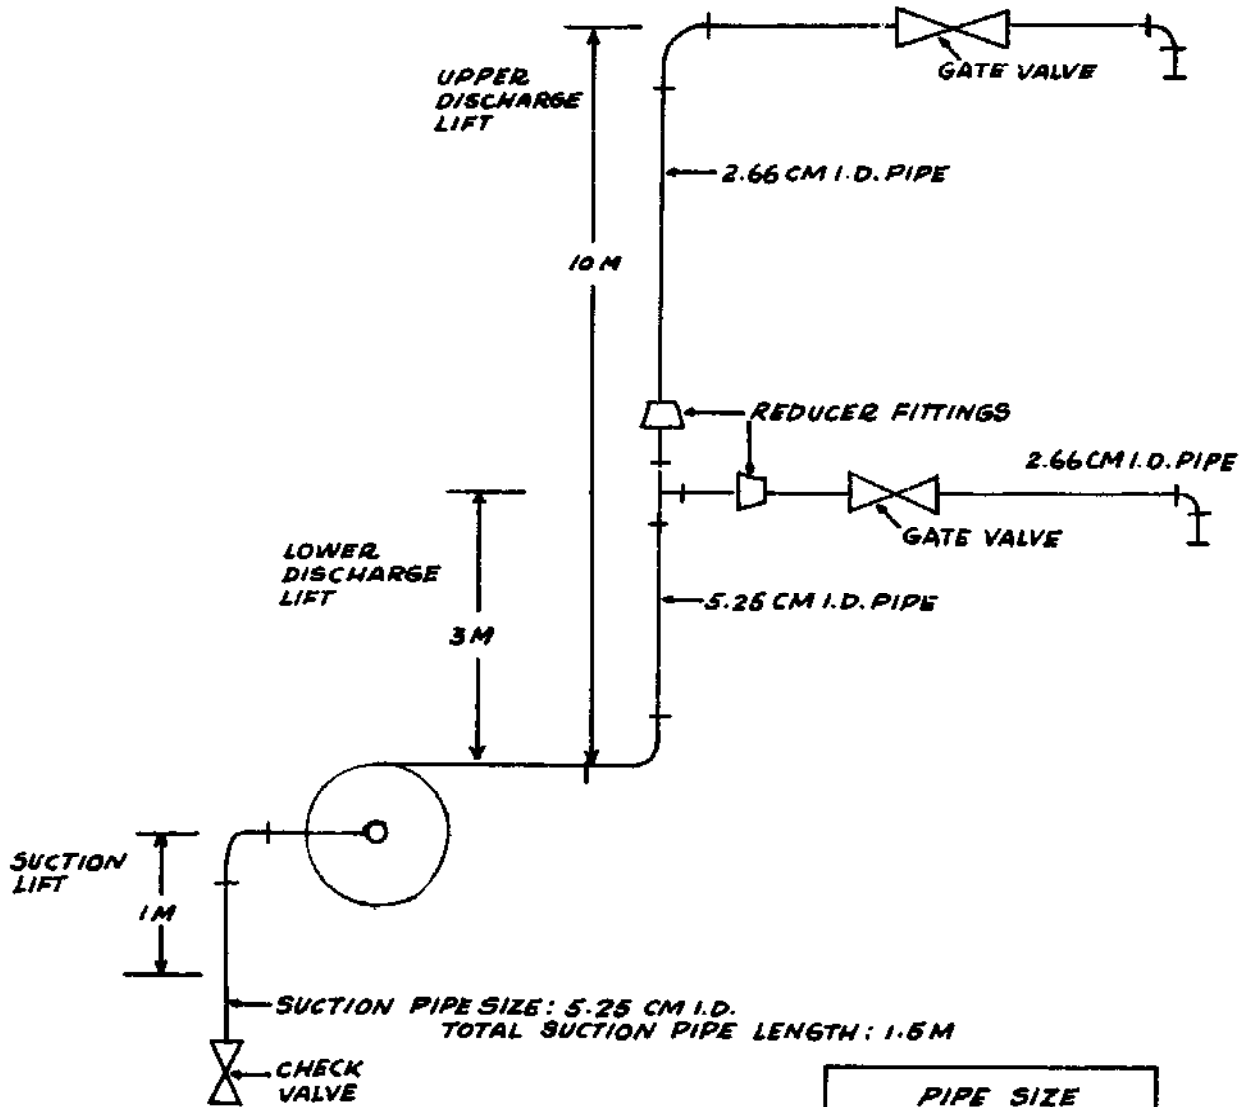 UPPER
DISCHARGE
LIFT
GATE VALVE
2.66 CM I.D. PIPE
10 M
REDUCER FITTINGS
2.66 CM I.D. PIPE
GATE VALVE
LOWER
DISCHARGE
LIFT
5.25 CM I.D. PIPE
3 M
SUCTION
LIFT
1 M
SUCTION PIPE SIZE: 5.25 CM I.D.
TOTAL SUCTION PIPE LENGTH: 1.5 M
CHECK
VALVE
PIPE SIZE